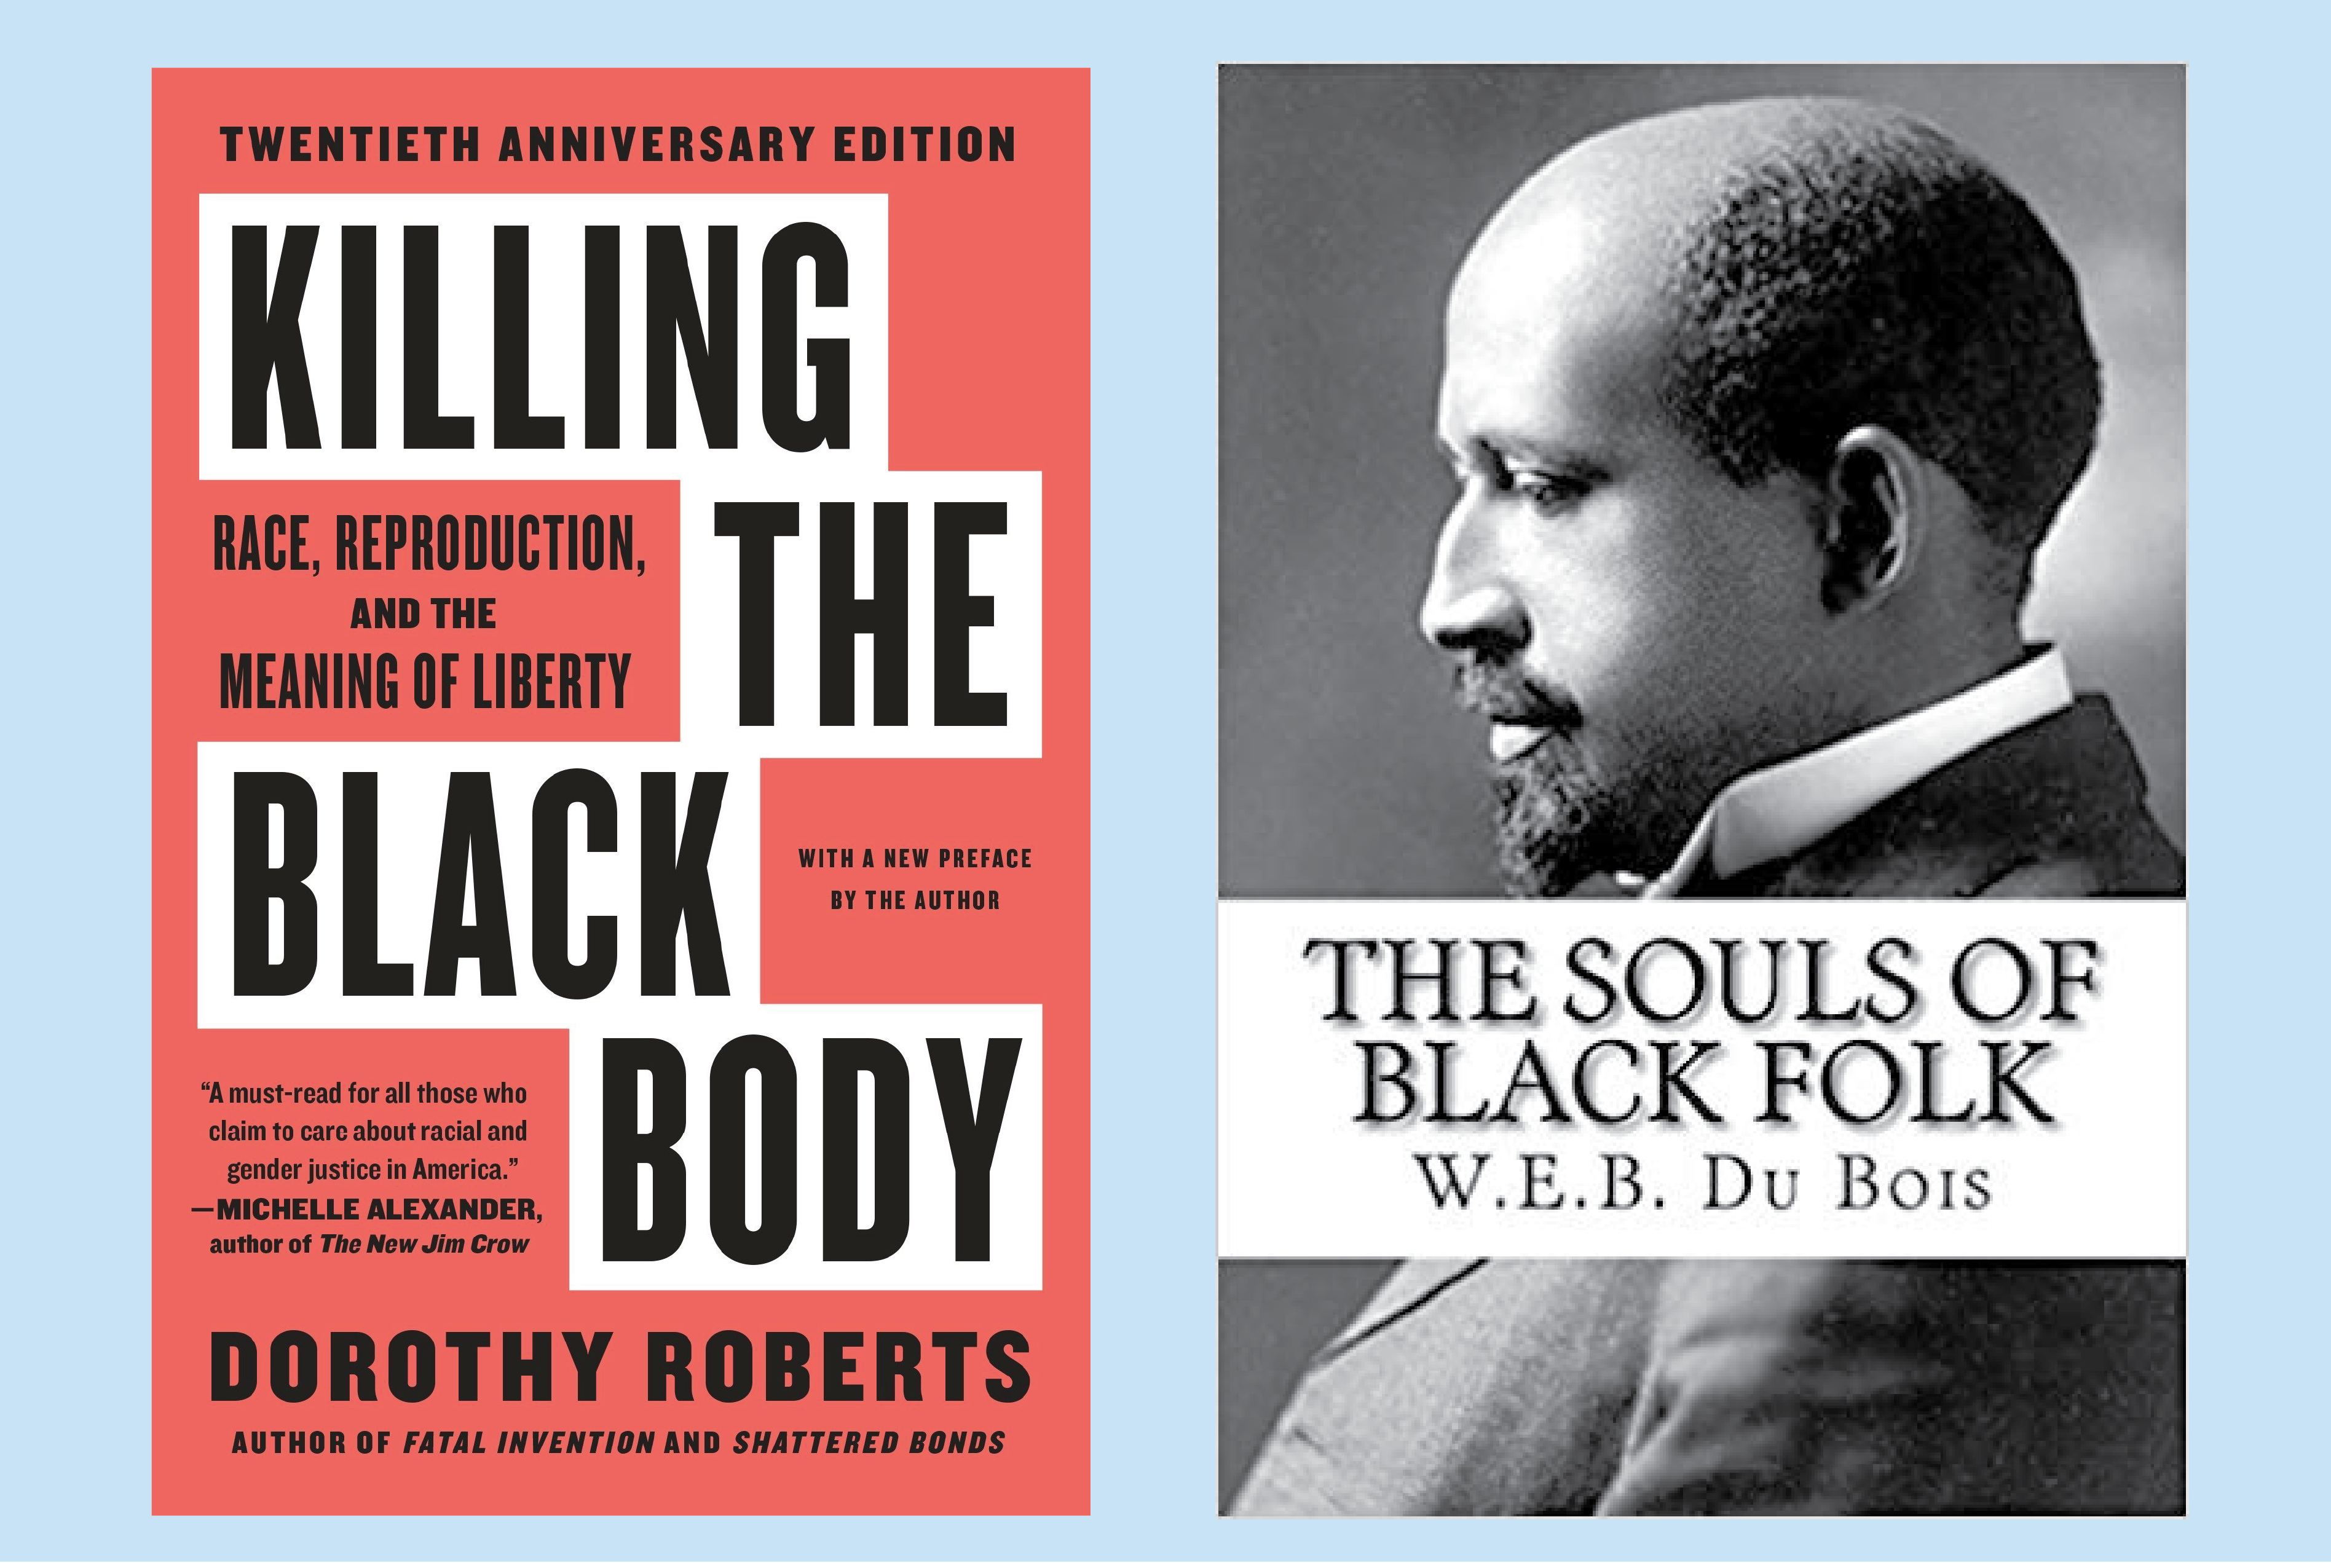 TWENTIETH ANNIVERSARY EDITION
KILLING
THE
RACE, REPRODUCTION,
AND THE
MEANING OF LIBERTY
BLACK
WITH A NEW PREFACE
BY THE AUTHOR
BODY
“A must-read for all those who
claim to care about racial and
gender justice in America.”
—MICHELLE ALEXANDER,
author of The New Jim Crow
DOROTHY ROBERTS
AUTHOR OF FATAL INVENTION AND SHATTERED BONDS
THE SOULS OF
BLACK FOLK
W.E.B. DU BOIS